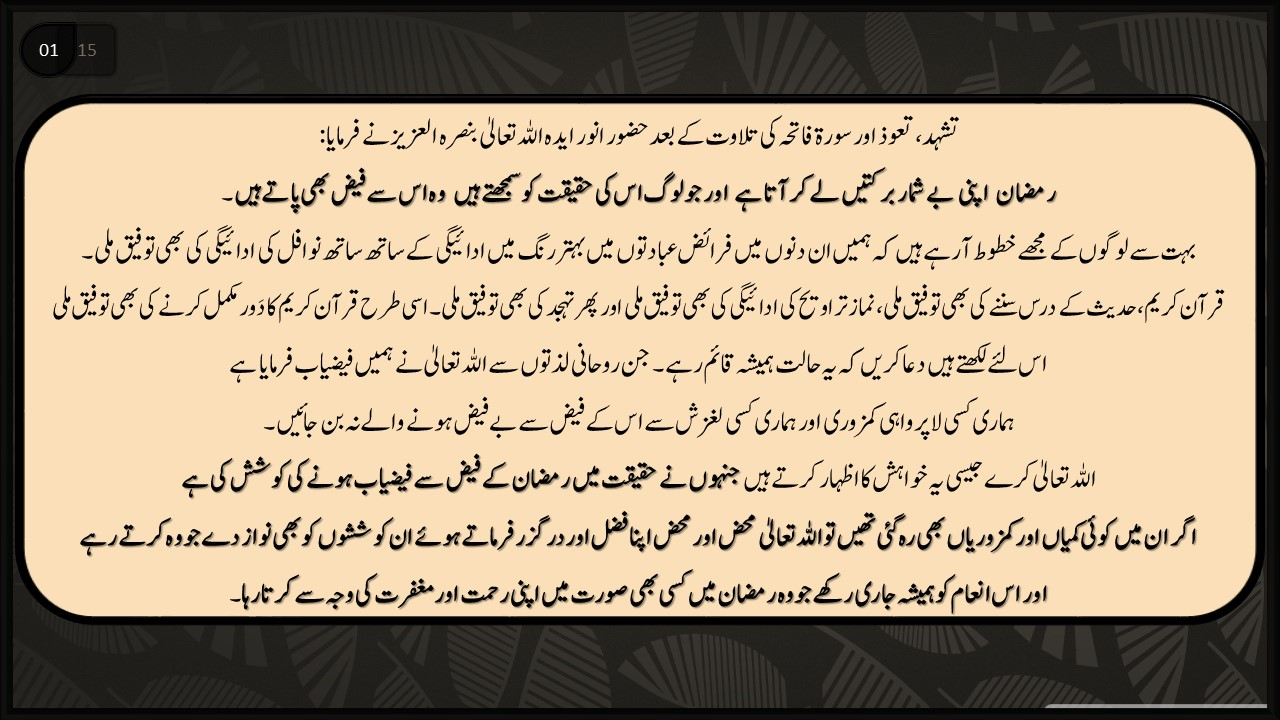 01 15
تشہد، تعوذ اور سورۃ فاتحہ کی تلاوت کے بعد حضور انور ایدہ اللہ تعالیٰ بنصرہ العزیز نے فرمایا:
رمضان اپنی بے شمار برکتیں لے کر آتا ہے اور جو لوگ اس کی حقیقت کو سمجھتے ہیں وہ اس سے فیض بھی پاتے ہیں۔
بہت سے لوگوں کے مجھے خطوط آرہے ہیں کہ ہمیں ان دنوں میں فرائض عبادتوں میں بہتر رنگ میں ادائیگی کے ساتھ ساتھ نوافل کی ادائیگی کی بھی توفیق ملی۔
قرآن کریم، حدیث کے درس سننے کی بھی توفیق ملی، نماز تراویح کی ادائیگی کی بھی توفیق ملی اور پھر تہجد کی بھی توفیق ملی۔ اسی طرح قرآن کریم کا دَور مکمل کرنے کی بھی توفیق ملی
اس لئے لکھتے ہیں دعا کریں کہ یہ حالت ہمیشہ قائم رہے۔ جن روحانی لذتوں سے اللہ تعالیٰ نے ہمیں فیضیاب فرمایا ہے
ہماری کسی لاپرواہی کمزوری اور ہماری کسی لغزش سے اس کے فیض سے بے فیض ہونے والے نہ بن جائیں۔
اللہ تعالیٰ کرے جیسی یہ خواہش کا اظہار کرتے ہیں جنہوں نے حقیقت میں رمضان کے فیض سے فیضیاب ہونے کی کوشش کی ہے
اگر ان میں کوئی کمیاں اور کمزوریاں بھی رہ گئی تھیں تو اللہ تعالیٰ محض اور محض اپنا فضل اور درگزر فرماتے ہوئے ان کوششوں کو بھی نواز دے جو وہ کرتے رہے
اور اس انعام کو ہمیشہ جاری رکھے جو وہ رمضان میں کسی بھی صورت میں اپنی رحمت اور مغفرت کی وجہ سے کرتا رہا۔